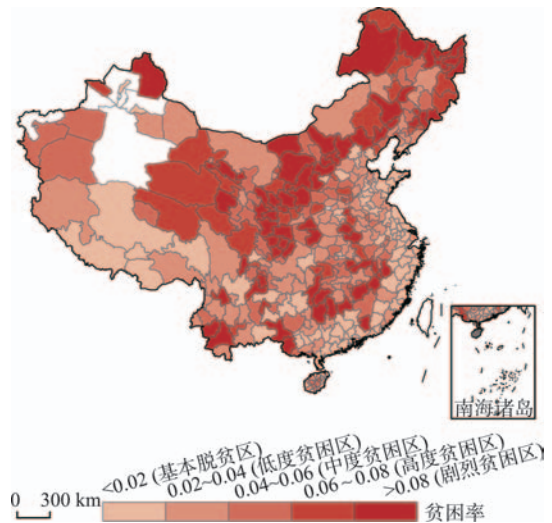 南海诸岛
<0.02 (基本脱贫区)
0.02~0.04 (低度贫困区)
0.04~0.06 (中度贫困区)
0.06~0.08 (高度贫困区)
>0.08 (剧烈贫困区)
0 300 km
贫困率